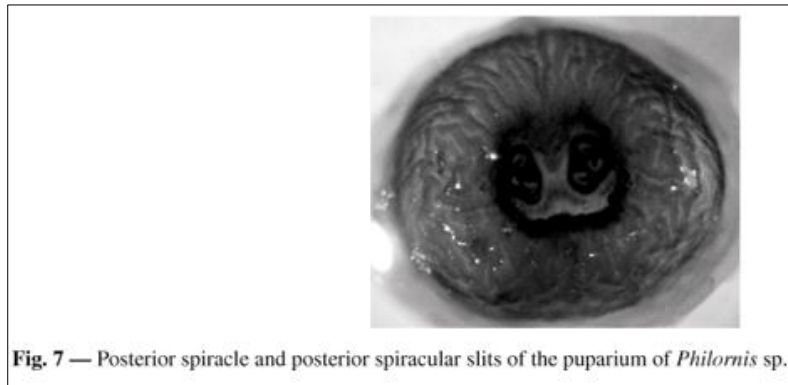 Fig. 7 — Posterior spiracle and posterior spiracular slits of the puparium of Philornis sp.